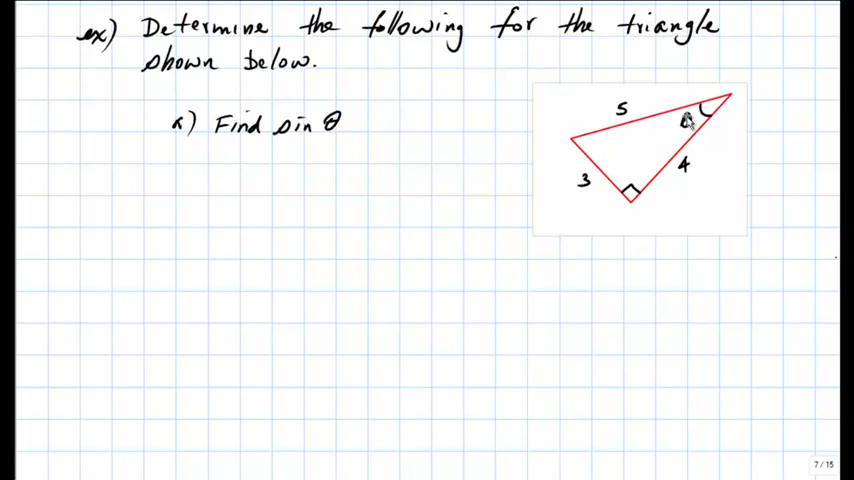 ex) Determine the following for the triangle
shown below.
a) Find sin θ
5
θ
3
4
7 / 15